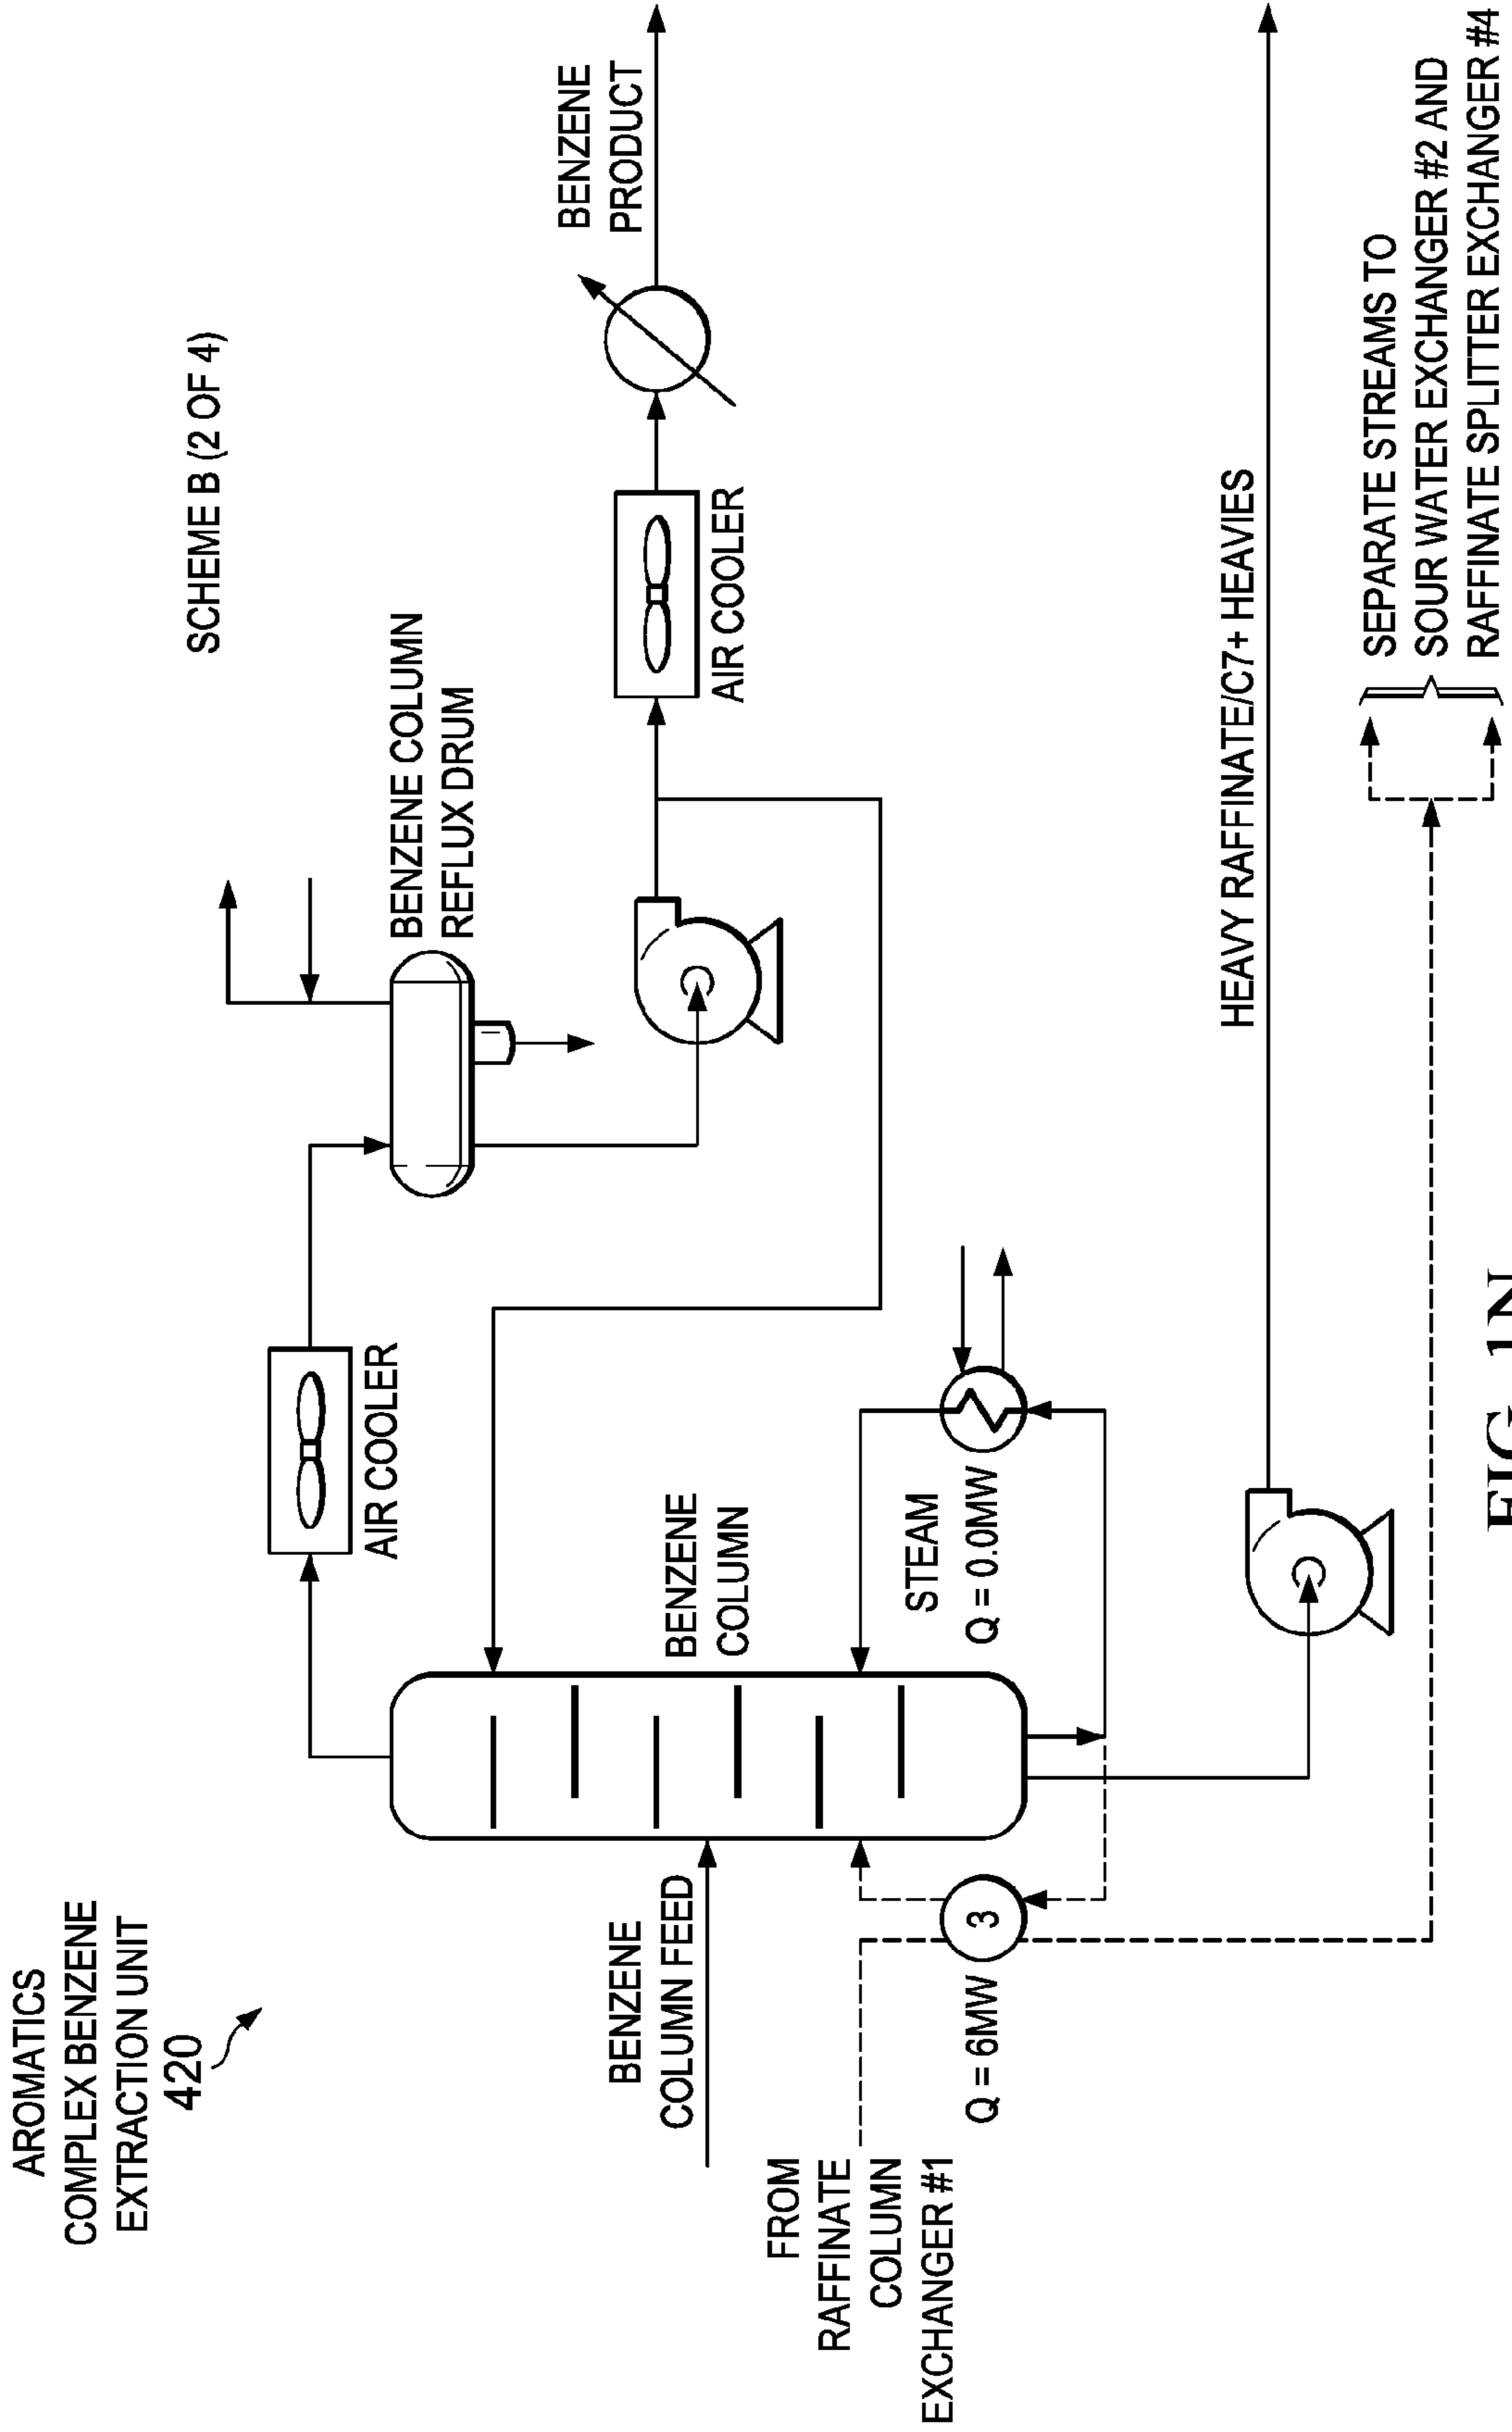 AROMATICS
COMPLEX BENZENE
EXTRACTION UNIT
420
SCHEME B (2 OF 4)
AIR COOLER
BENZENE COLUMN
REFLUX DRUM
BENZENE
PRODUCT
AIR COOLER
BENZENE
COLUMN FEED
BENZENE
COLUMN
FROM
RAFFINATE
COLUMN
EXCHANGER #1
Q = 6MW
3
STEAM
Q = 0.0MW
HEAVY RAFFINATE/C7+ HEAVIES
SEPARATE STREAMS TO
SOUR WATER EXCHANGER #2 AND
RAFFINATE SPLITTER EXCHANGER #4
FIG. 1N